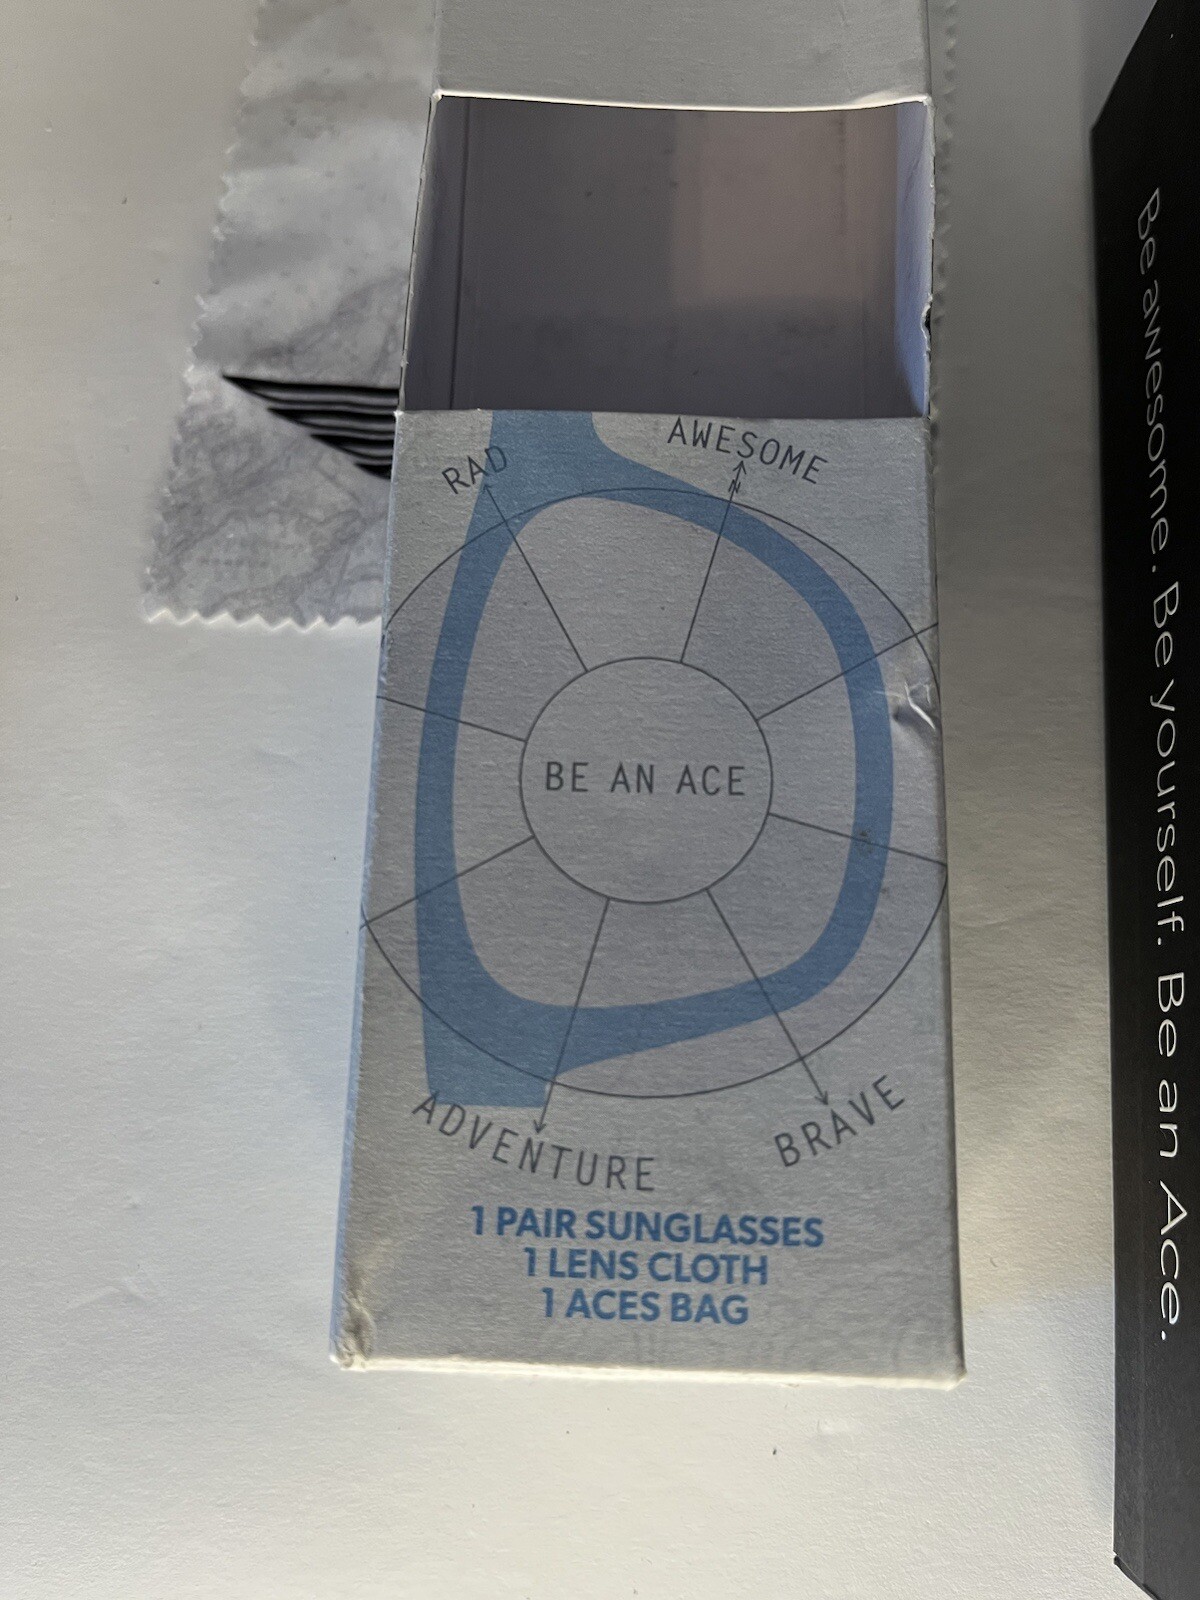 RAD
AWESOME
N
BE AN ACE
ADVENTURE
BRAVE
1 PAIR SUNGLASSES
1 LENS CLOTH
1 ACES BAG
Be awesome. Be yourself. Be an Ace.